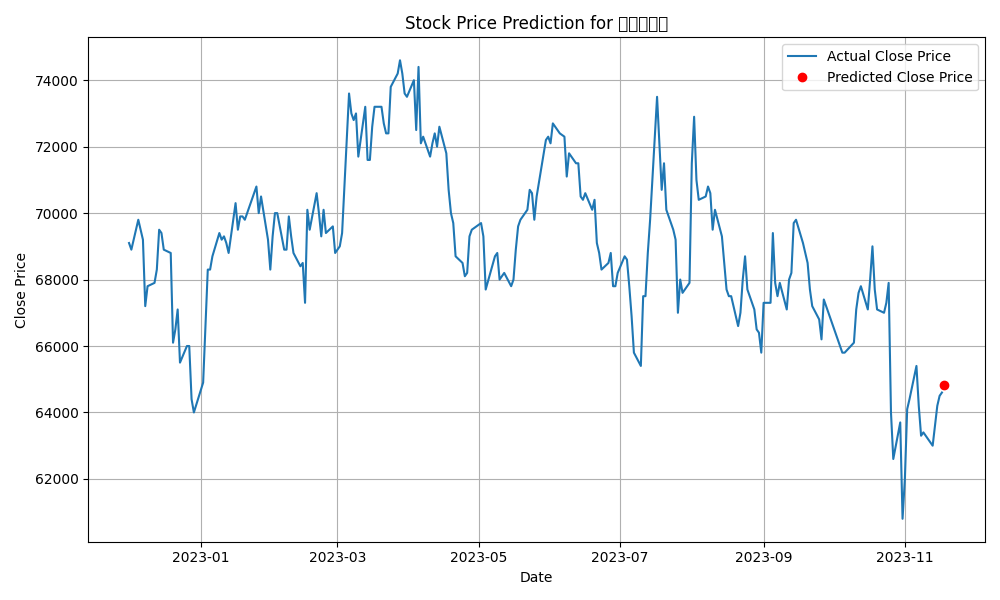 Stock Price Prediction for
Actual Close Price
Predicted Close Price
Close Price
74000
72000
70000
68000
66000
64000
62000
2023-01 2023-03 2023-05 2023-07 2023-09 2023-11
Date